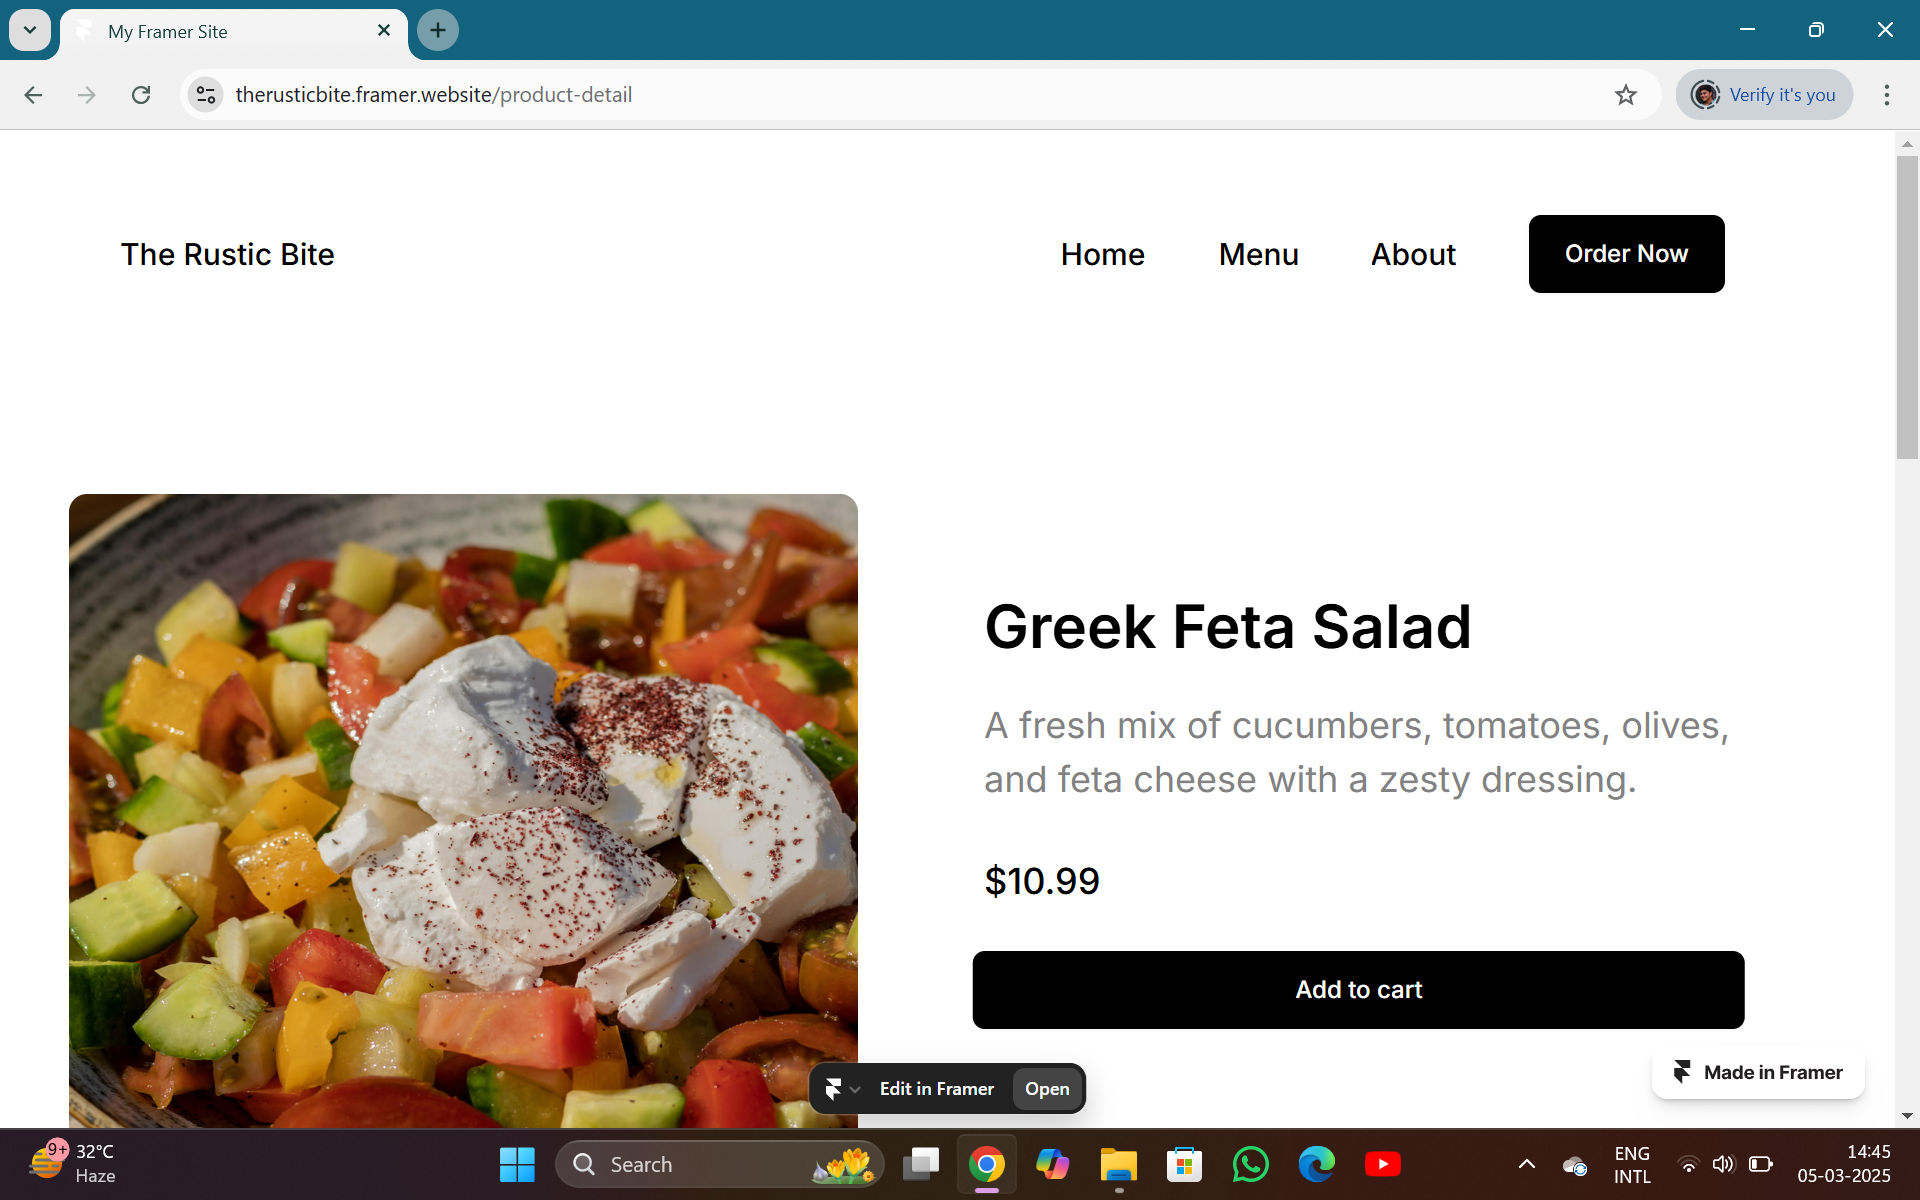 My Framer Site
therusticbite.framer.website/product-detail
Verify it's you
The Rustic Bite
Home
Menu
About
Order Now
Greek Feta Salad
A fresh mix of cucumbers, tomatoes, olives,
and feta cheese with a zesty dressing.
$10.99
Add to cart
Made in Framer
Edit in Framer
Open
9+
32°C
Haze
Search
ENG
INTL
14:45
05-03-2025